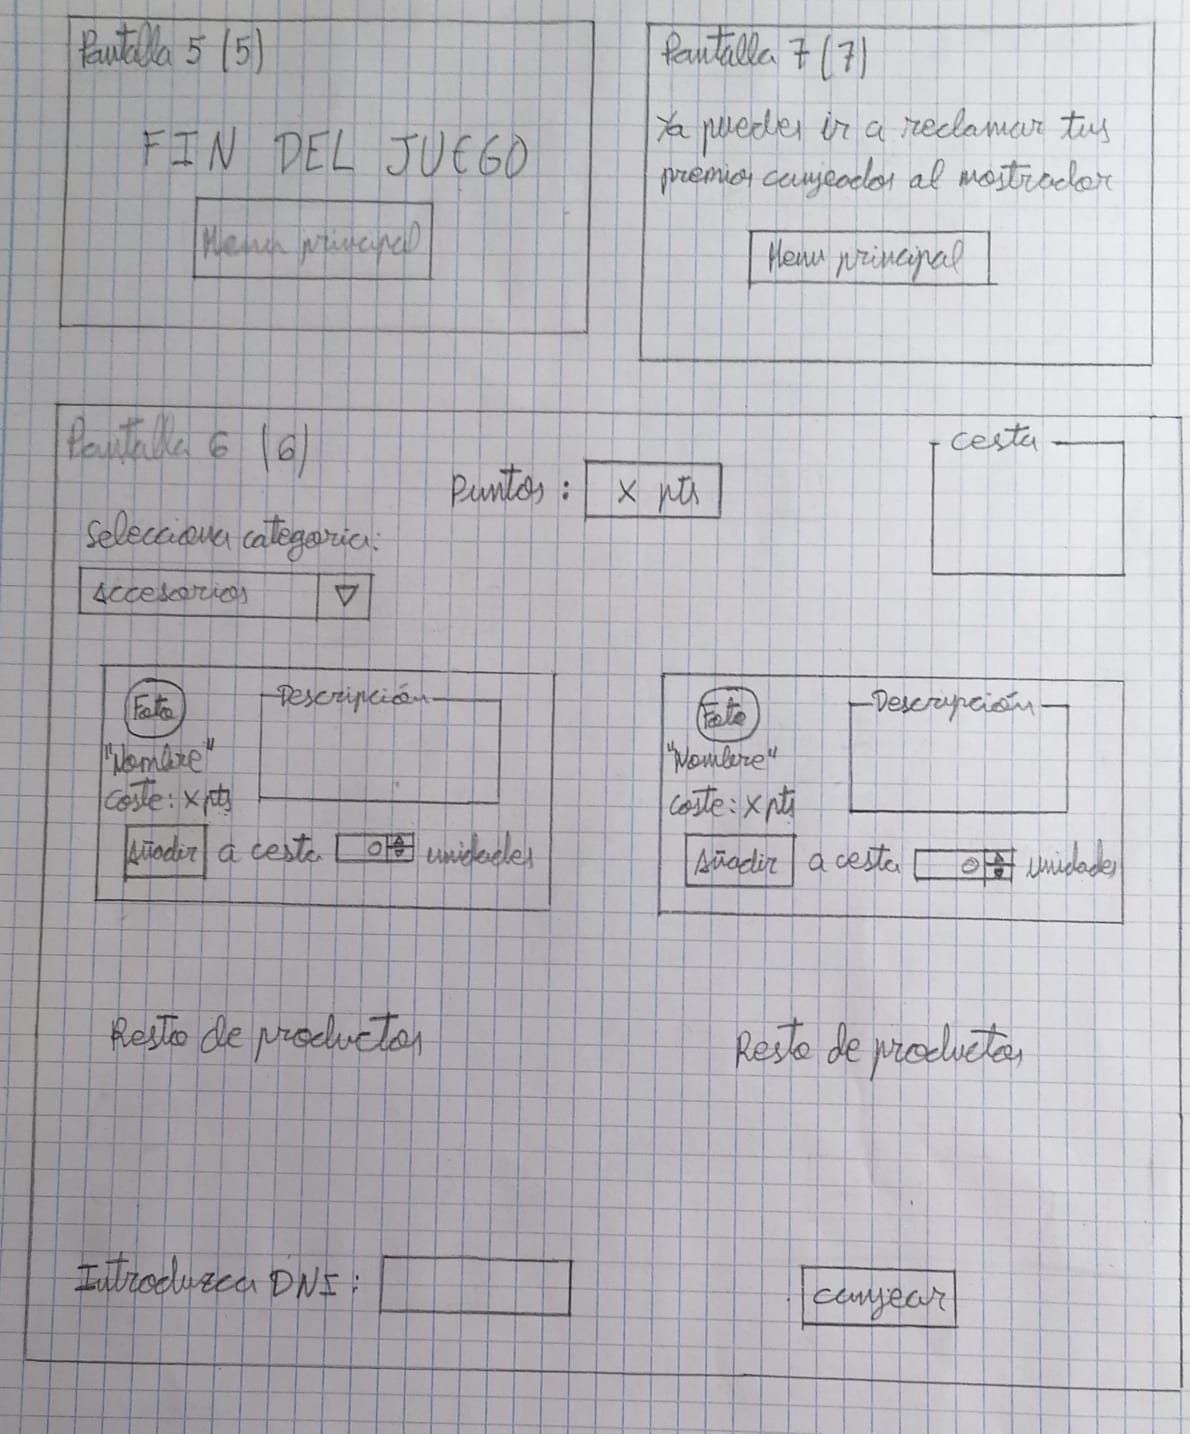 Pantalla 5 (5)
FIN DEL JUEGO
Menu principal
Pantalla 7 (7)
Ya puedes ir a reclamar tus
premios canjeados al mostrador
Menu principal
Pantalla 6 (6)
Puntos: x pts
cesta
Selecciona categoria:
Accesorios
Foto
Descripción
"Nombre"
coste: x pts
Añadir a cesta 0 unidades
Foto
Descripción
"Nombre"
coste: x pts
Añadir a cesta 0 unidades
Resto de productos
Resto de productos
Introduzca DNI:
canjear